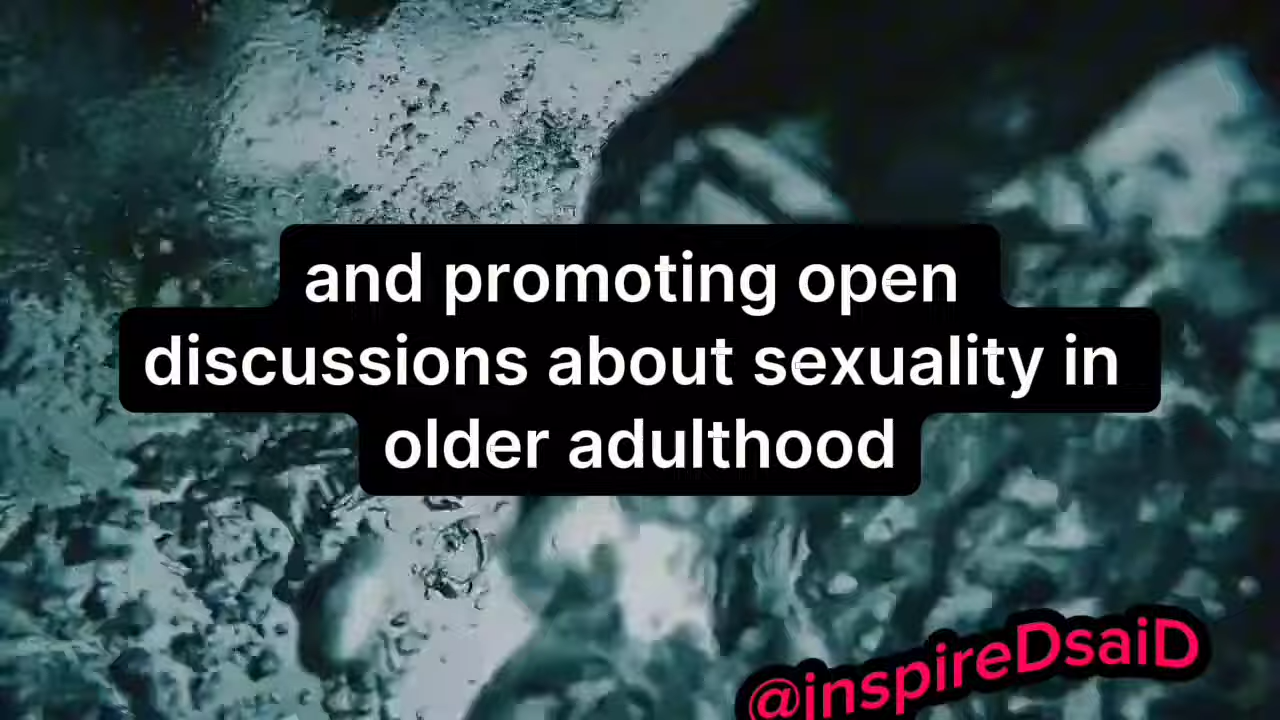 and promoting open
discussions about sexuality in
older adulthood
@inspireDsaiD